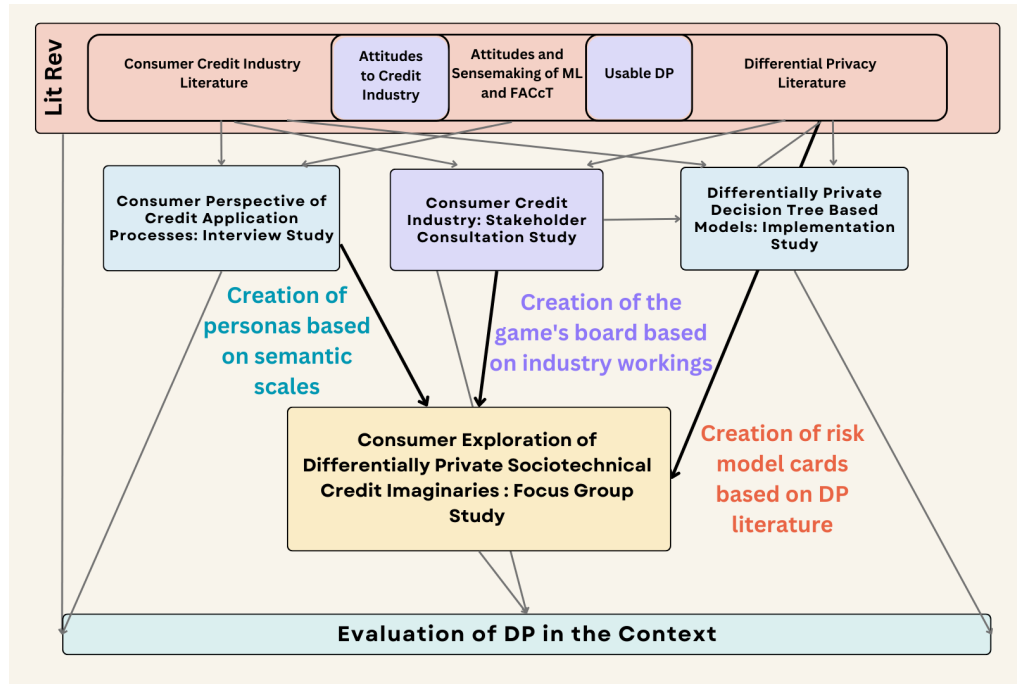 Lit Rev
Consumer Credit Industry
Literature
Attitudes
to Credit
Industry
Attitudes and
Sensemaking of ML
and FACcT
Usable DP
Differential Privacy
Literature
Consumer Perspective of
Credit Application
Processes: Interview Study
Consumer Credit
Industry: Stakeholder
Consultation Study
Differentially Private
Decision Tree Based
Models: Implementation
Study
Creation of
personas based
on semantic
scales
Creation of the
game's board based
on industry workings
Creation of risk
model cards
based on DP
literature
Consumer Exploration of
Differentially Private Sociotechnical
Credit Imaginaries : Focus Group
Study
Evaluation of DP in the Context